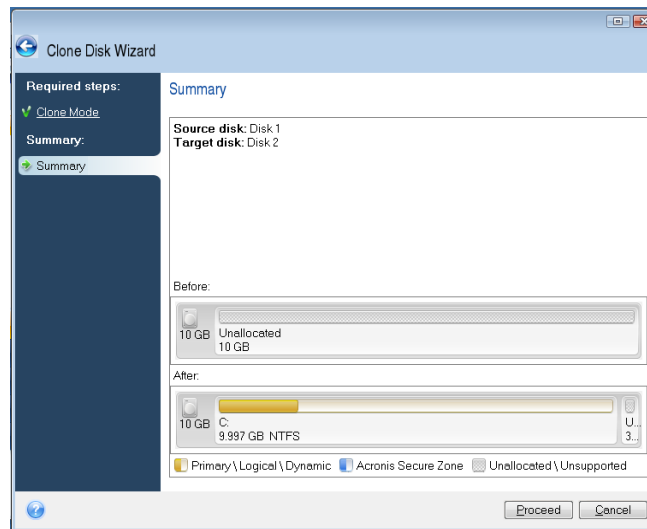 Clone Disk Wizard
Required steps:
Clone Mode
Summary:
Summary
Summary
Source disk: Disk 1
Target disk: Disk 2
Before:
10 GB
Unallocated
10 GB
After:
10 GB
C:
9.997 GB NTFS
U...
3...
Primary \ Logical \ Dynamic Acronis Secure Zone Unallocated \ Unsupported
Proceed Cancel